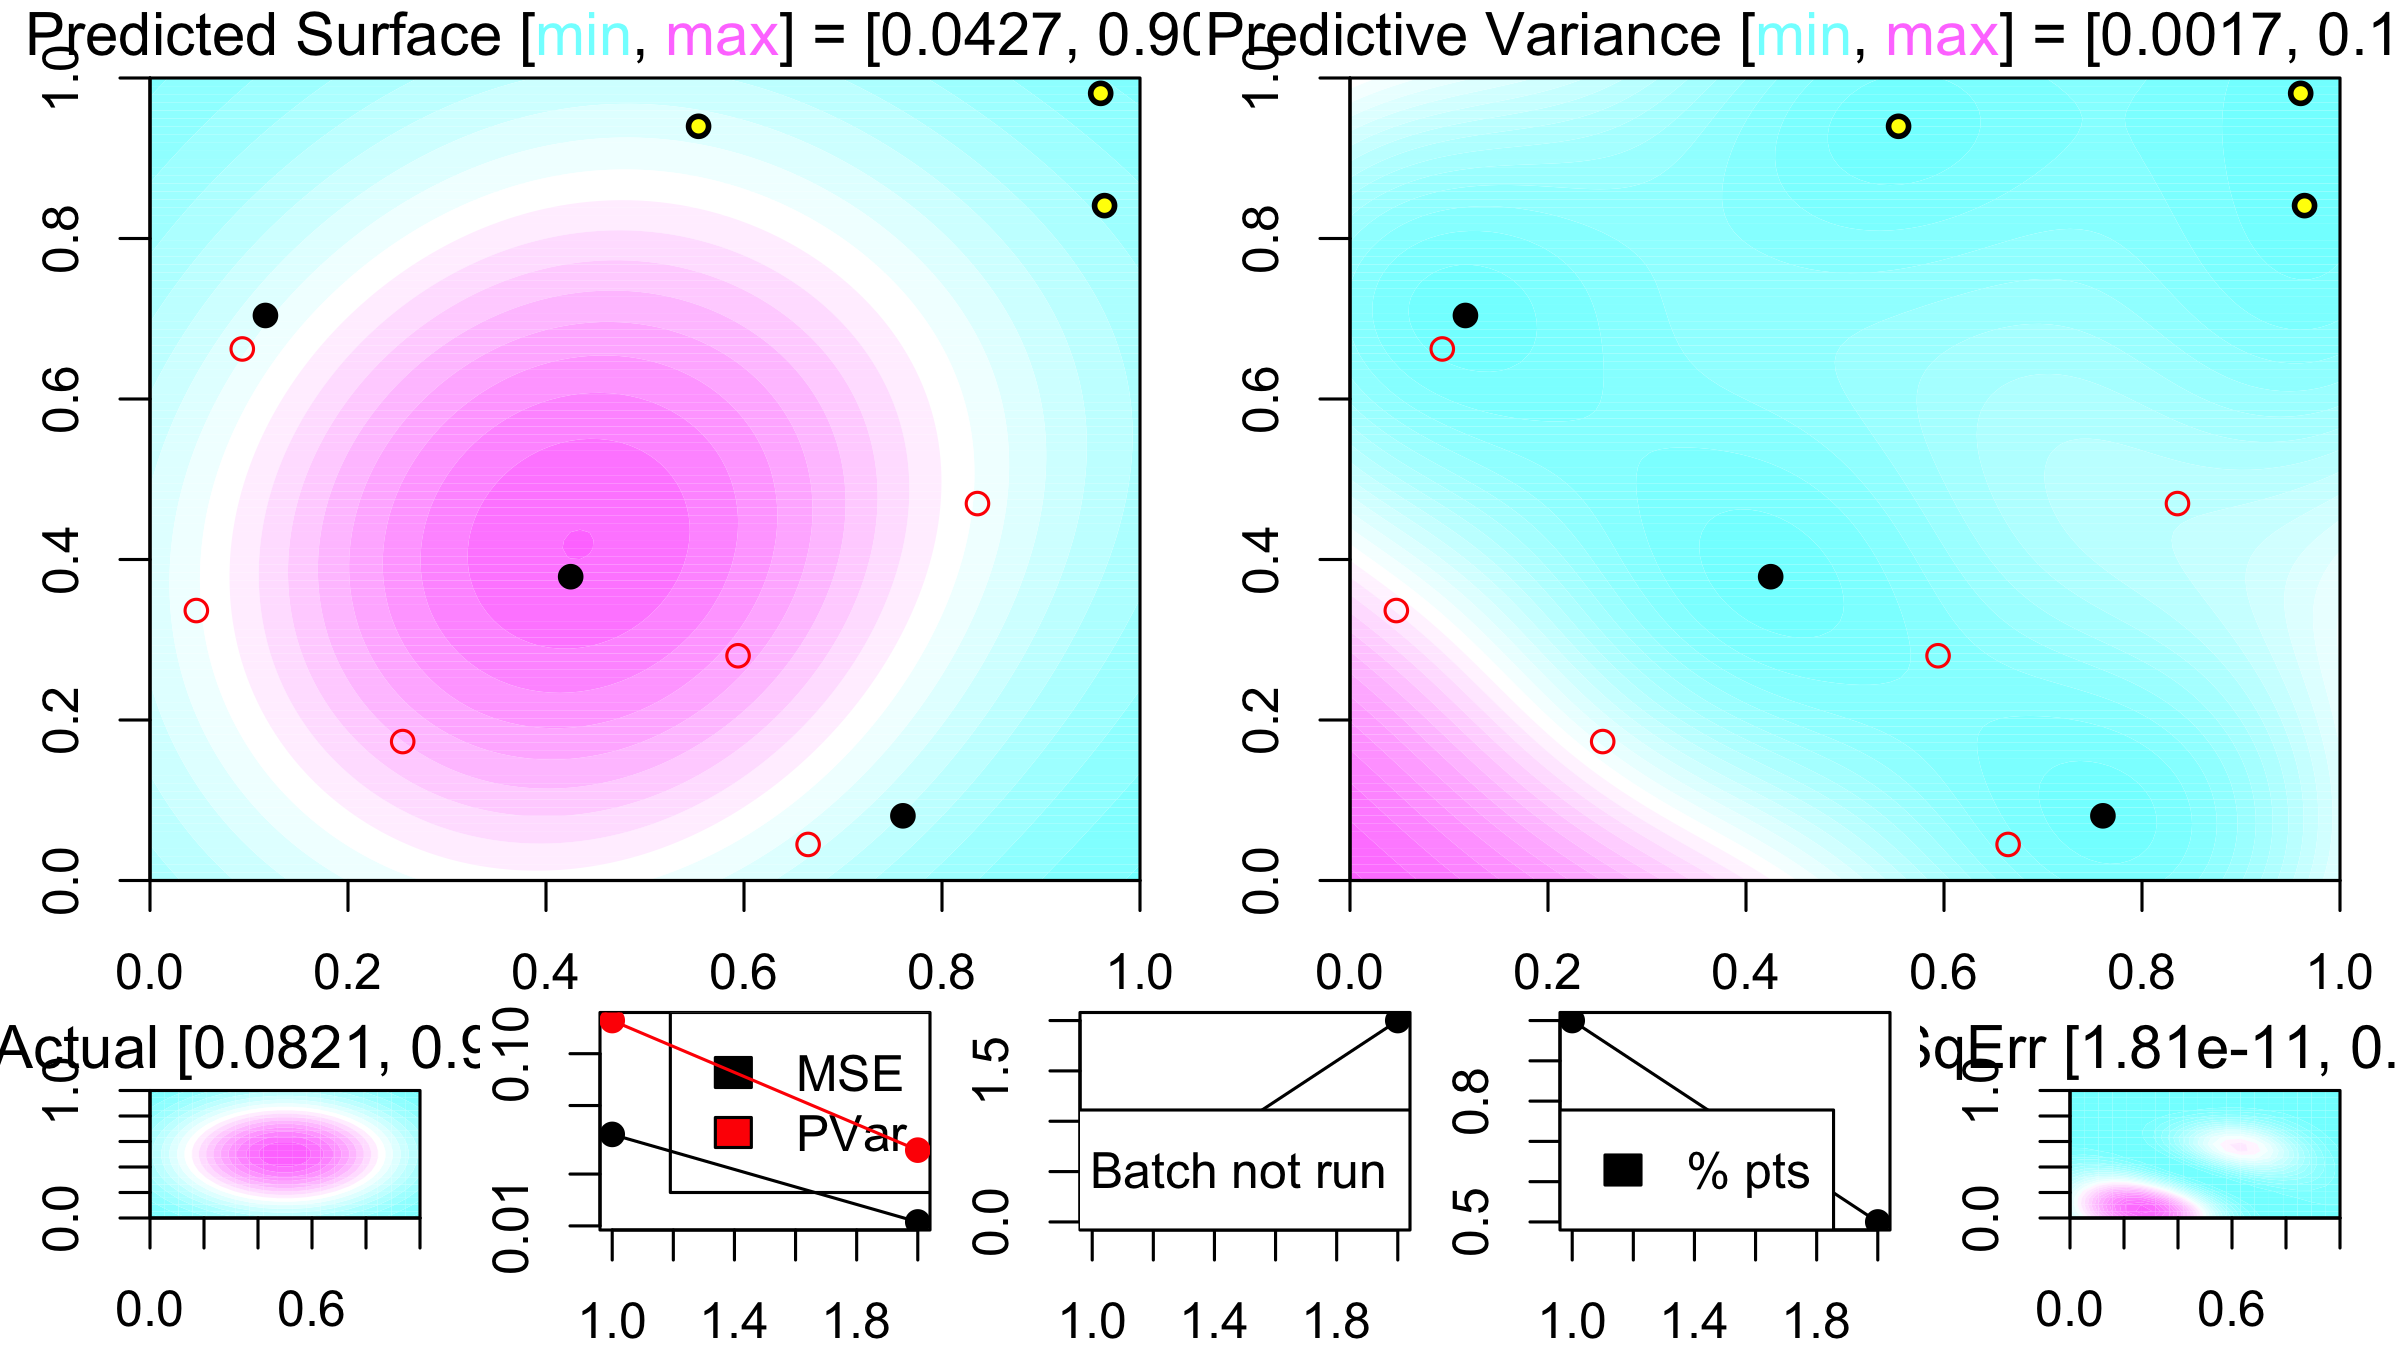 Predicted Surface [min, max] = [0.0427, 0.90
Predictive Variance [min, max] = [0.0017, 0.1
1.0
0.8
0.6
0.4
0.2
0.0
0.0 0.2 0.4 0.6 0.8 1.0
1.0
0.8
0.6
0.4
0.2
0.0
0.0 0.2 0.4 0.6 0.8 1.0
Actual [0.0821, 0.9
1.0
0.0
0.0 0.6
0.10
0.01
MSE
PVar
1.0 1.4 1.8
1.5
0.0
Batch not run
1.0 1.4 1.8
0.8
0.5
% pts
1.0 1.4 1.8
SqErr [1.81e-11, 0.
1.0
0.0
0.0 0.6